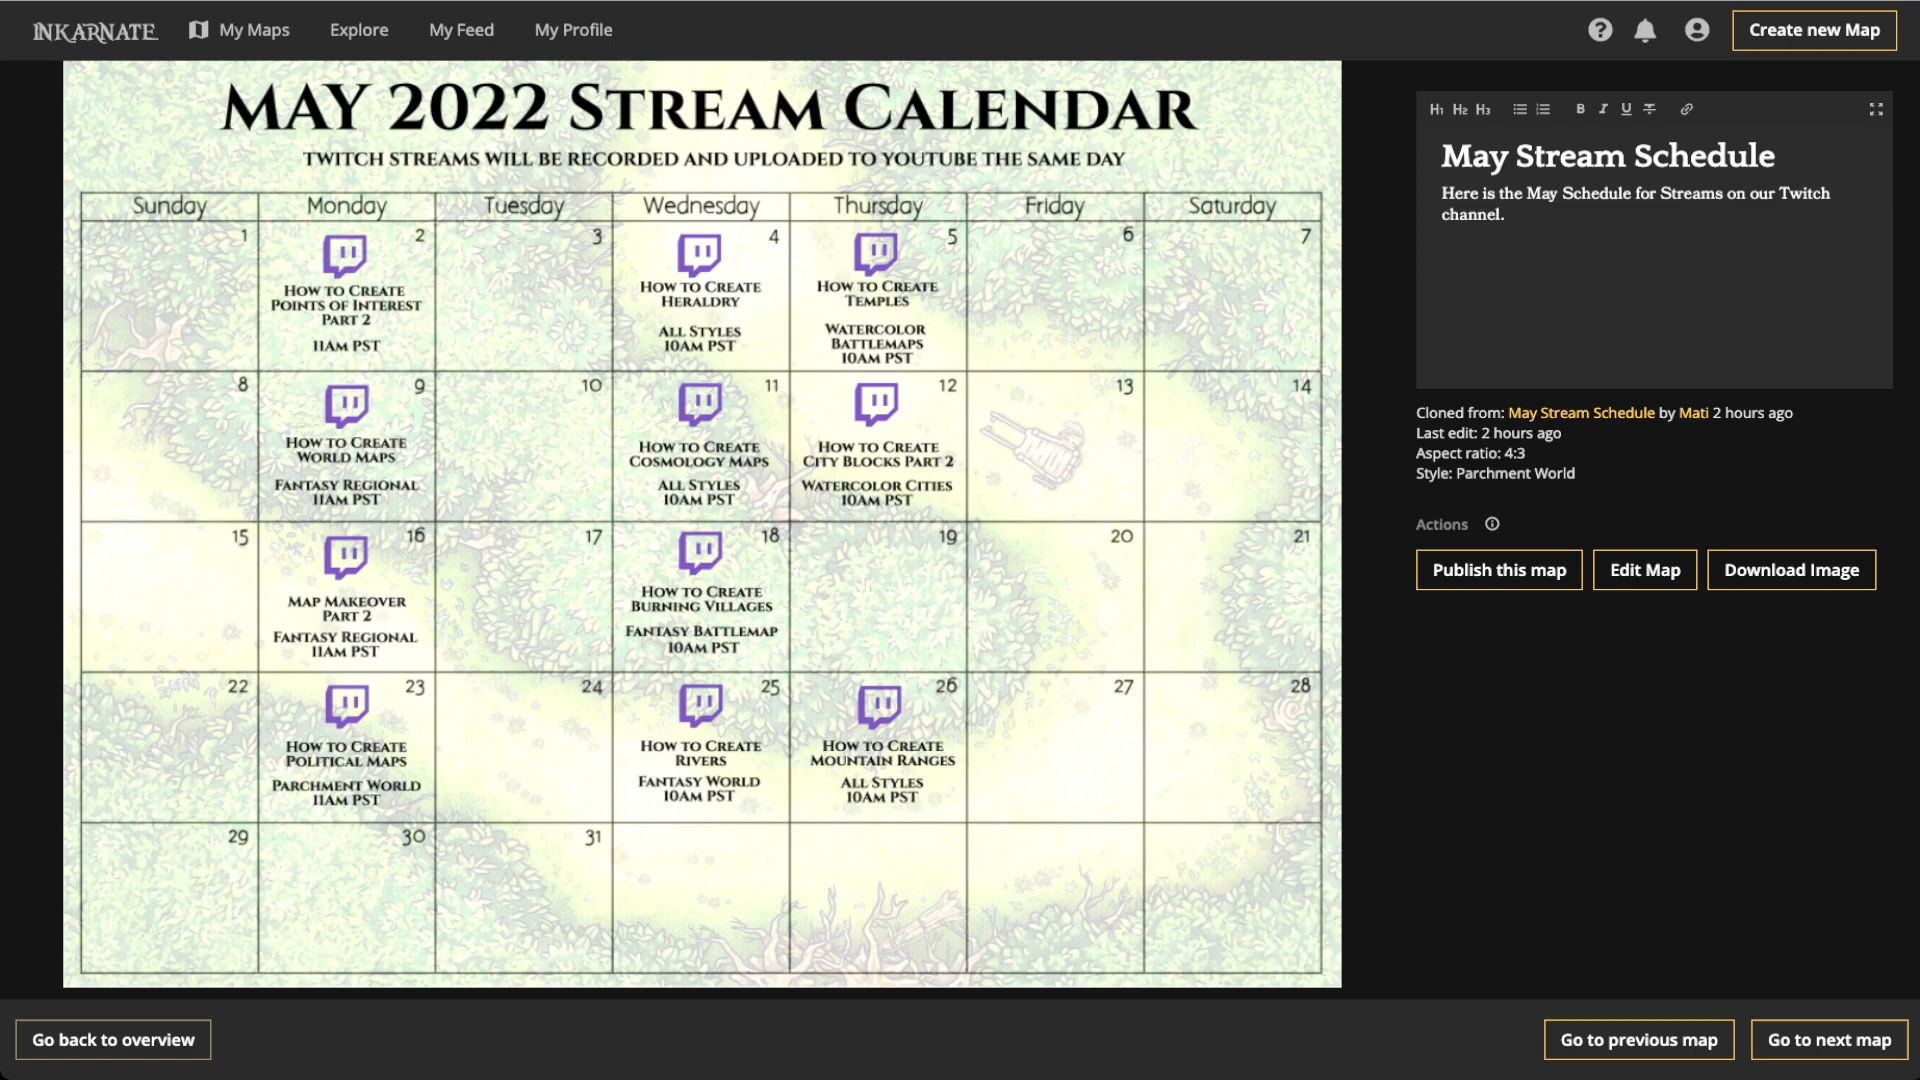 INKARNATE My Maps Explore My Feed My Profile Create new Map
MAY 2022 STREAM CALENDAR
TWITCH STREAMS WILL BE RECORDED AND UPLOADED TO YOUTUBE THE SAME DAY
Sunday Monday Tuesday Wednesday Thursday Friday Saturday
1
2
HOW TO CREATE
POINTS OF INTEREST
PART 2
11AM PST
3
4
HOW TO CREATE
HERALDRY
ALL STYLES
10AM PST
5
HOW TO CREATE
TEMPLES
WATERCOLOR
BATTLEMAPS
10AM PST
6
7
8
9
HOW TO CREATE
WORLD MAPS
FANTASY REGIONAL
11AM PST
10
11
HOW TO CREATE
COSMOLOGY MAPS
ALL STYLES
10AM PST
12
HOW TO CREATE
CITY BLOCKS PART 2
WATERCOLOR CITIES
10AM PST
13
14
15
16
MAP MAKEOVER
PART 2
FANTASY REGIONAL
11AM PST
17
18
HOW TO CREATE
BURNING VILLAGES
FANTASY BATTLEMAP
10AM PST
19
20
21
22
23
HOW TO CREATE
POLITICAL MAPS
PARCHMENT WORLD
11AM PST
24
25
HOW TO CREATE
RIVERS
FANTASY WORLD
10AM PST
26
HOW TO CREATE
MOUNTAIN RANGES
ALL STYLES
10AM PST
27
28
29
30
31
H1 H2 H3 B I U T
May Stream Schedule
Here is the May Schedule for Streams on our Twitch
channel.
Cloned from: May Stream Schedule by Mati 2 hours ago
Last edit: 2 hours ago
Aspect ratio: 4:3
Style: Parchment World
Actions
Publish this map Edit Map Download Image
Go back to overview Go to previous map Go to next map